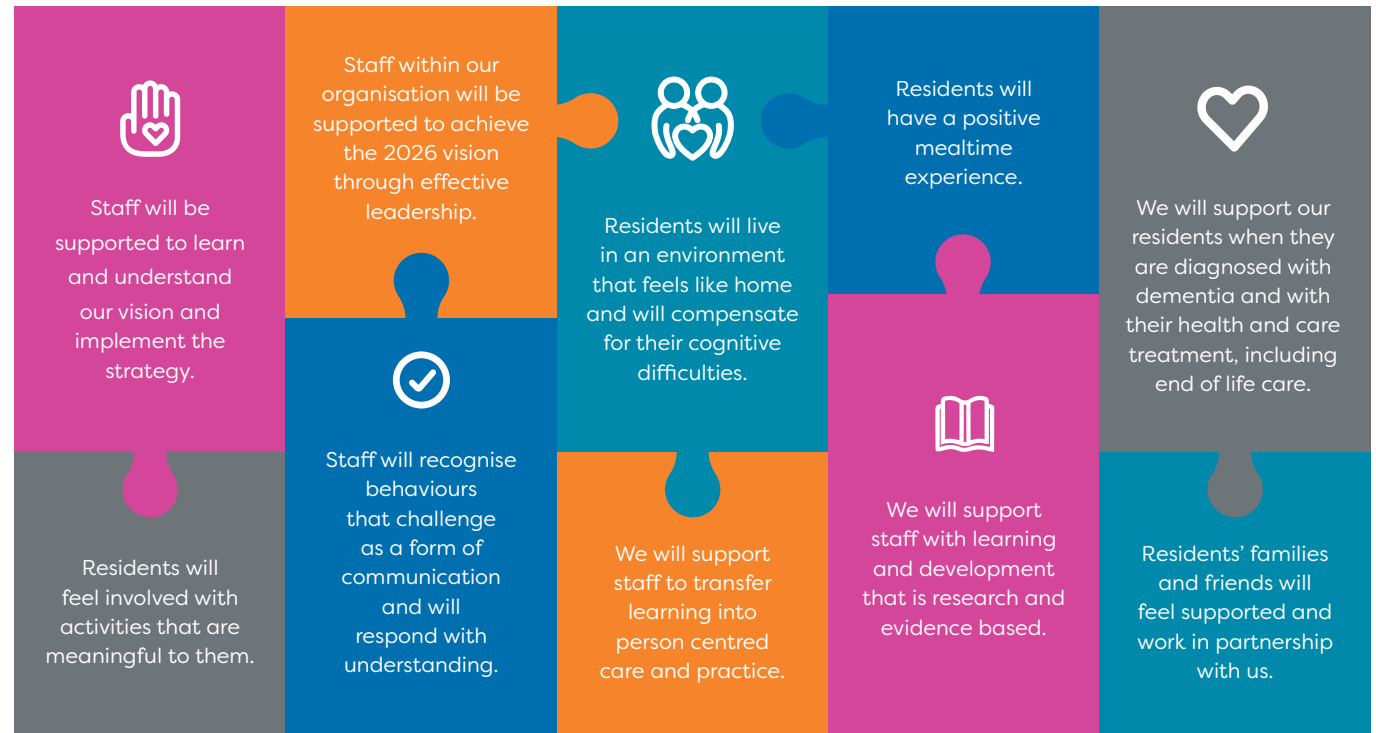 Staff will be
supported to learn
and understand
our vision and
implement the
strategy.
Residents will
feel involved with
activities that are
meaningful to them.
Staff within our
organisation will be
supported to achieve
the 2026 vision
through effective
leadership.
Staff will recognise
behaviours
that challenge
as a form of
communication
and will
respond with
understanding.
Residents will live
in an environment
that feels like home
and will compensate
for their cognitive
difficulties.
We will support
staff to transfer
learning into
person centred
care and practice.
Residents will
have a positive
mealtime
experience.
We will support
staff with learning
and development
that is research and
evidence based.
We will support our
residents when they
are diagnosed with
dementia and with
their health and care
treatment, including
end of life care.
Residents’ families
and friends will
feel supported and
work in partnership
with us.